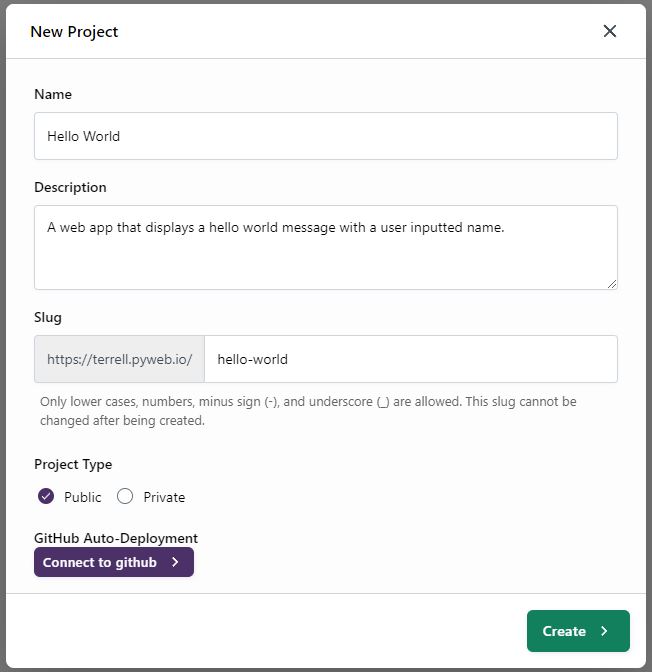 New Project
Name
Hello World
Description
A web app that displays a hello world message with a user inputted name.
Slug
https://terrell.pyweb.io/ hello-world
Only lower cases, numbers, minus sign (-), and underscore (_) are allowed. This slug cannot be
changed after being created.
Project Type
Public Private
GitHub Auto-Deployment
Connect to github
Create